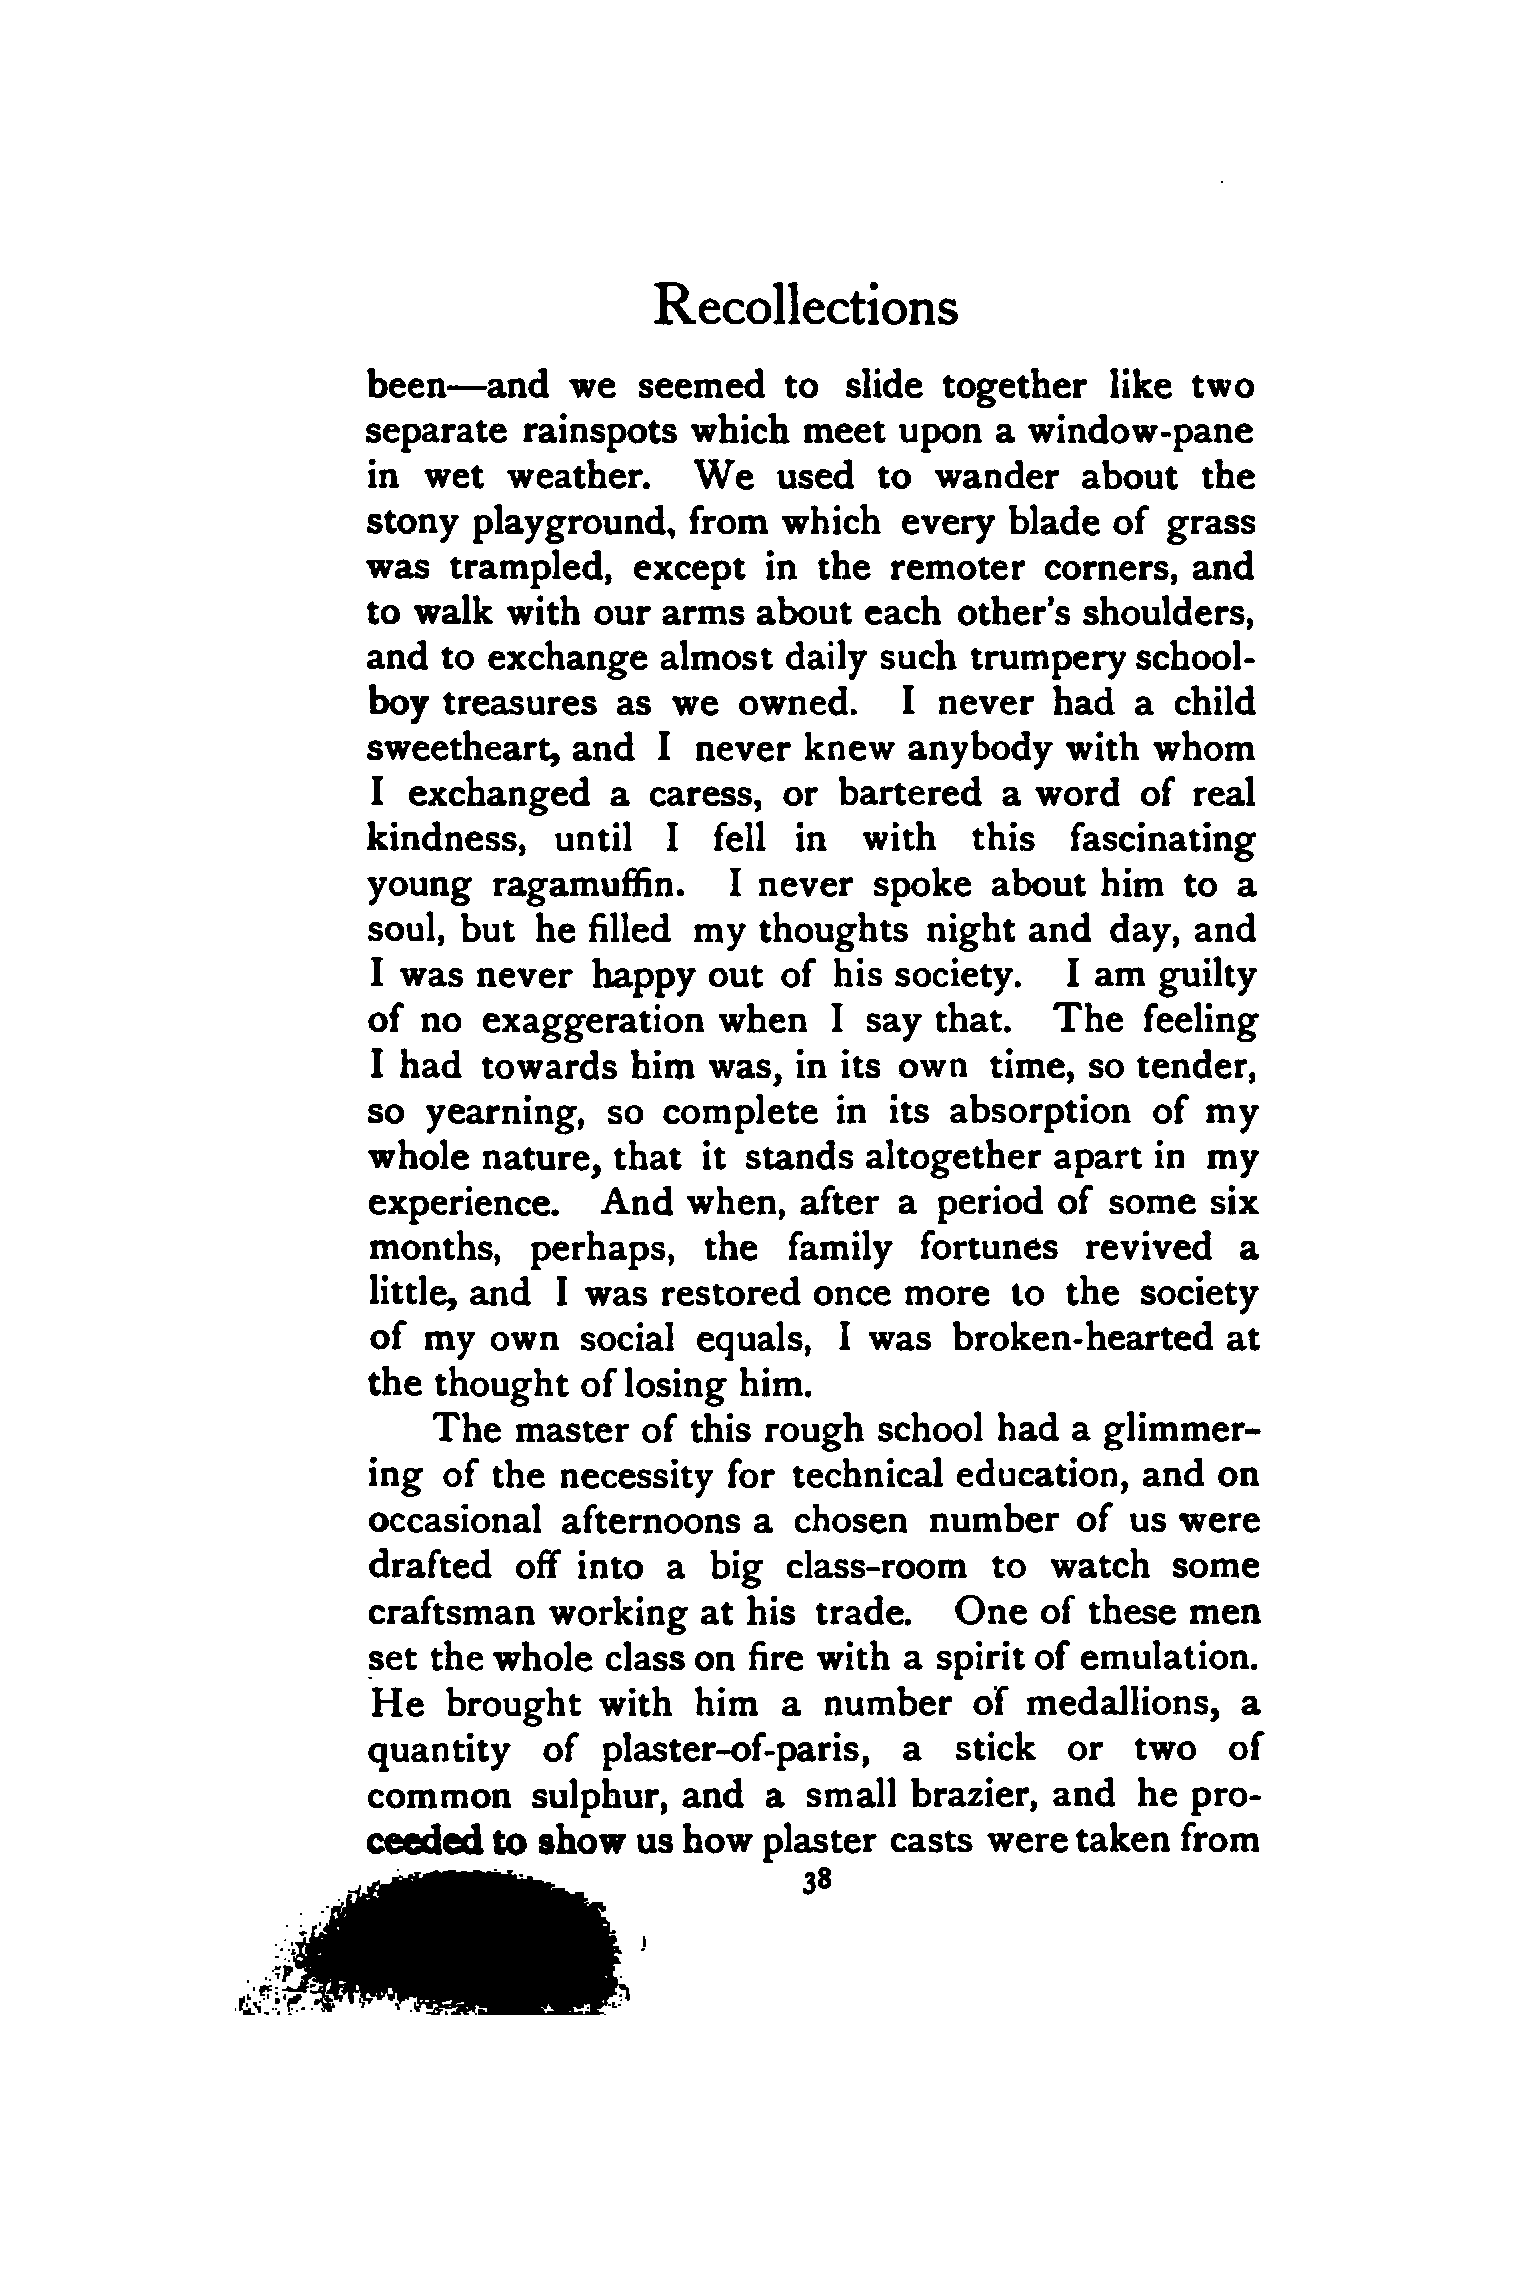 Recollections
been—and we seemed to slide together like two
separate rainspots which meet upon a window-pane
in wet weather. We used to wander about the
stony playground, from which every blade of grass
was trampled, except in the remoter corners, and
to walk with our arms about each other's shoulders,
and to exchange almost daily such trumpery school-
boy treasures as we owned. I never had a child
sweetheart, and I never knew anybody with whom
I exchanged a caress, or bartered a word of real
kindness, until I fell in with this fascinating
young ragamuffin. I never spoke about him to a
soul, but he filled my thoughts night and day, and
I was never happy out of his society. I am guilty
of no exaggeration when I say that. The feeling
I had towards him was, in its own time, so tender,
so yearning, so complete in its absorption of my
whole nature, that it stands altogether apart in my
experience. And when, after a period of some six
months, perhaps, the family fortunes revived a
little, and I was restored once more to the society
of my own social equals, I was broken-hearted at
the thought of losing him.
The master of this rough school had a glimmer-
ing of the necessity for technical education, and on
occasional afternoons a chosen number of us were
drafted off into a big class-room to watch some
craftsman working at his trade. One of these men
set the whole class on fire with a spirit of emulation.
He brought with him a number of medallions, a
quantity of plaster-of-paris, a stick or two of
common sulphur, and a small brazier, and he pro-
ceeded to show us how plaster casts were taken from
38